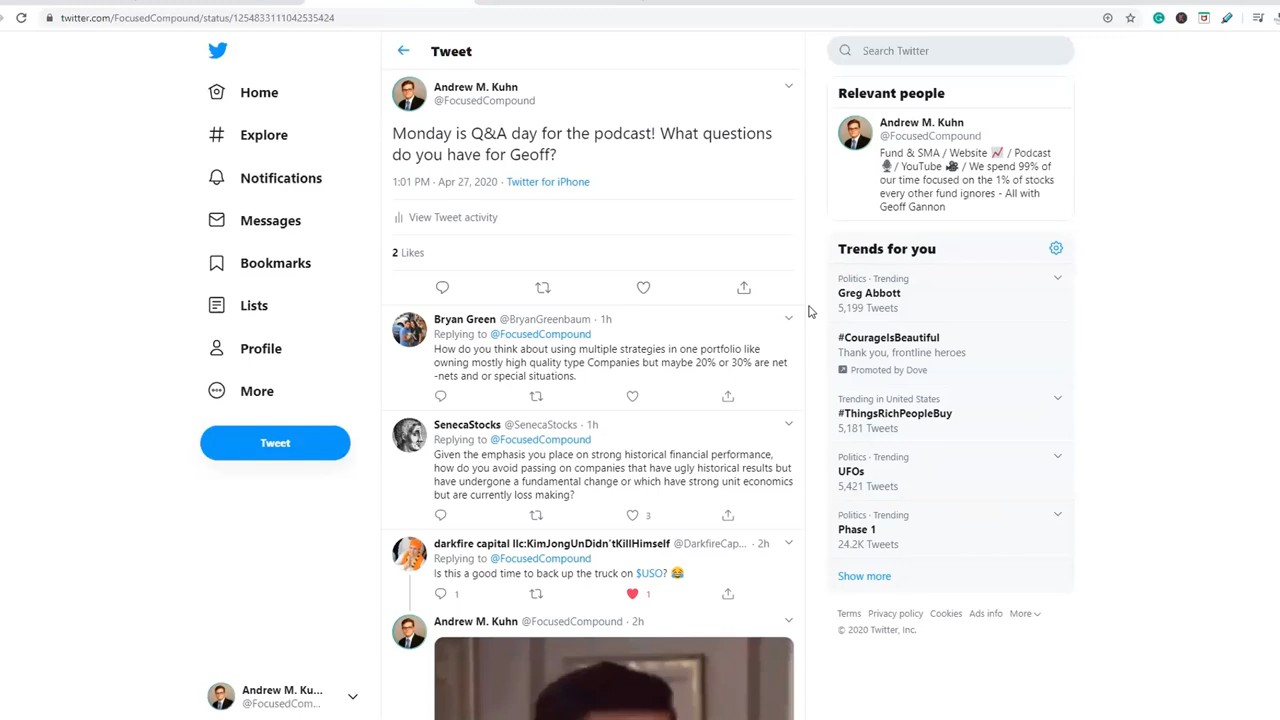 twitter.com/FocusedCompound/status/1254833111042535424
Home
Explore
Notifications
Messages
Bookmarks
Lists
Profile
More
Tweet
Andrew M. Ku...
@FocusedCom...
Tweet
Andrew M. Kuhn
@FocusedCompound
Monday is Q&A day for the podcast! What questions
do you have for Geoff?
1:01 PM · Apr 27, 2020 · Twitter for iPhone
View Tweet activity
2 Likes
Bryan Green @BryanGreenbaum · 1h
Replying to @FocusedCompound
How do you think about using multiple strategies in one portfolio like
owning mostly high quality type Companies but maybe 20% or 30% are net
-nets and or special situations.
SenecaStocks @SenecaStocks · 1h
Replying to @FocusedCompound
Given the emphasis you place on strong historical financial performance,
how do you avoid passing on companies that have ugly historical results but
have undergone a fundamental change or which have strong unit economics
but are currently loss making?
3
darkfire capital llc:KimJongUnDidn´tKillHimself @DarkfireCap... · 2h
Replying to @FocusedCompound
Is this a good time to back up the truck on $USO? 😂
1 1
Andrew M. Kuhn @FocusedCompound · 2h
Search Twitter
Relevant people
Andrew M. Kuhn
@FocusedCompound
Fund & SMA / Website 📈 / Podcast
🎙 / YouTube 🎥 / We spend 99% of
our time focused on the 1% of stocks
every other fund ignores - All with
Geoff Gannon
Trends for you
Politics · Trending
Greg Abbott
5,199 Tweets
#CourageIsBeautiful
Thank you, frontline heroes
Promoted by Dove
Trending in United States
#ThingsRichPeopleBuy
5,181 Tweets
Politics · Trending
UFOs
5,421 Tweets
Politics · Trending
Phase 1
24.2K Tweets
Show more
Terms Privacy policy Cookies Ads info More
© 2020 Twitter, Inc.